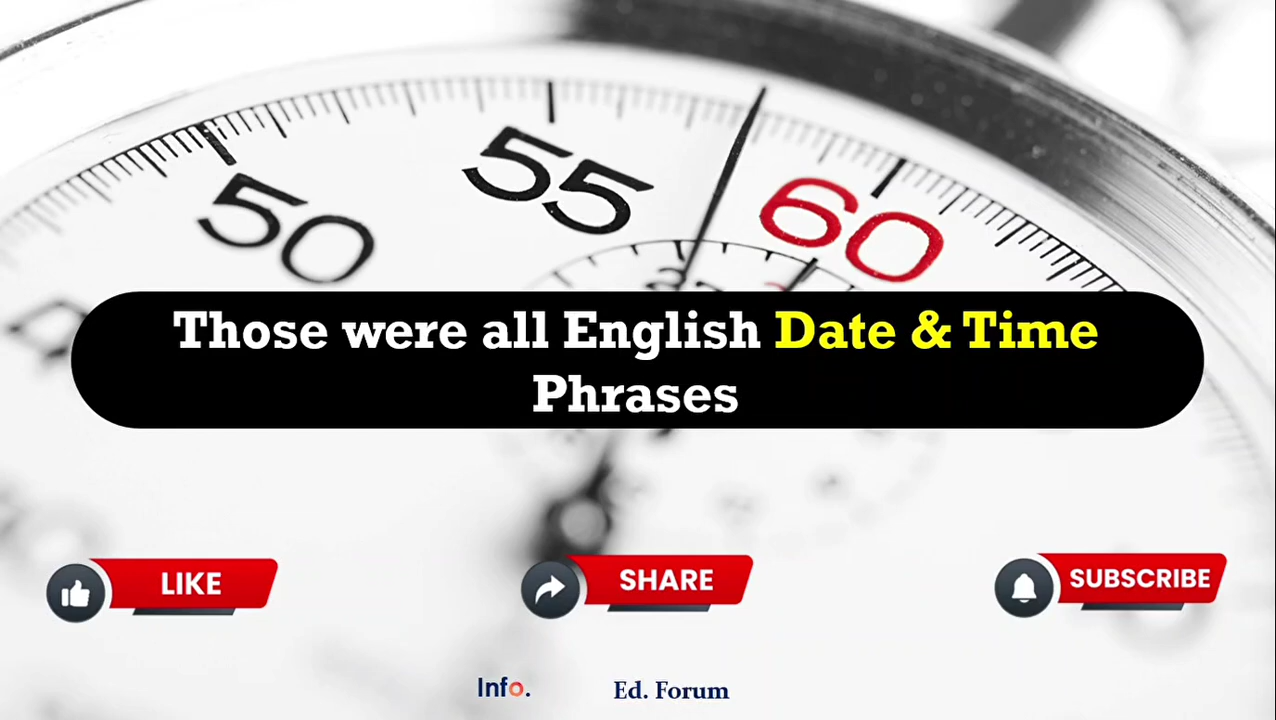 50 55 60
Those were all English Date & Time
Phrases
LIKE SHARE SUBSCRIBE
Info. Ed. Forum